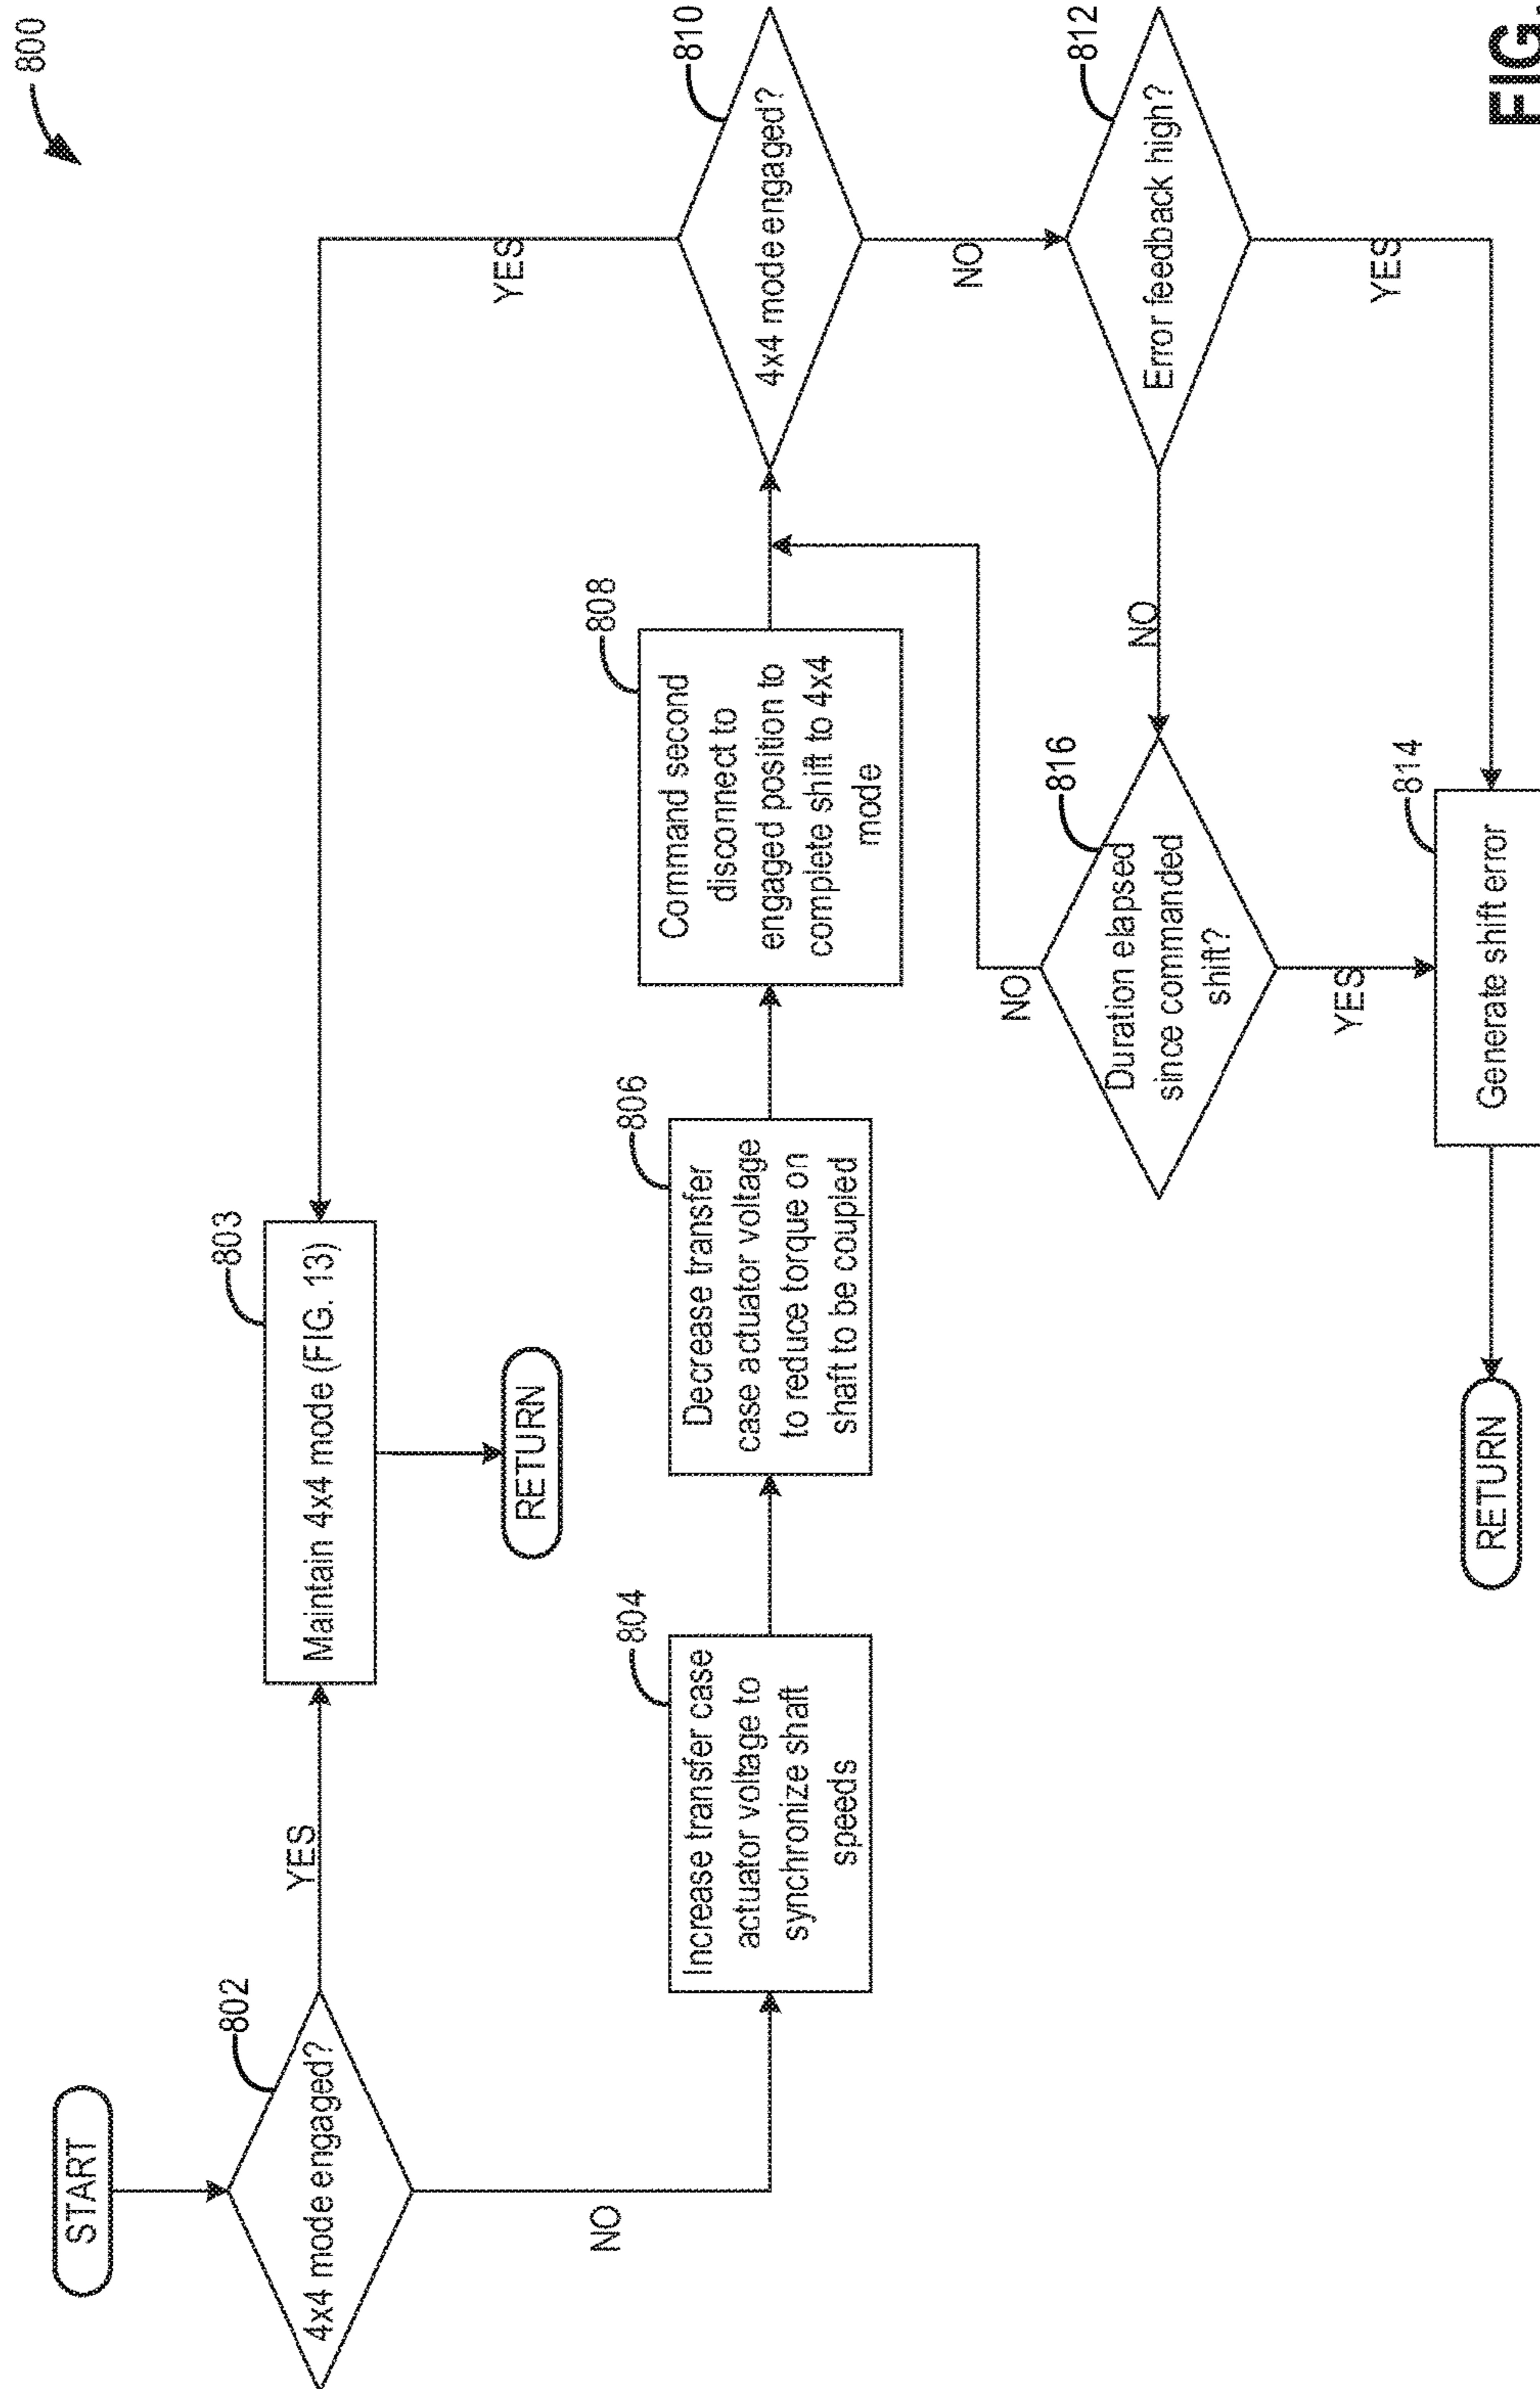 800
START
802
4x4 mode engaged?
YES
803
Maintain 4x4 mode (FIG. 13)
RETURN
NO
804
Increase transfer case
actuator voltage to
synchronize shaft
speeds
806
Decrease transfer
case actuator voltage
to reduce torque on
shaft to be coupled
808
Command second
disconnect to
engaged position to
complete shift to 4x4
mode
810
4x4 mode engaged?
YES
NO
812
Error feedback high?
NO
YES
816
Duration elapsed
since commanded
shift?
NO
YES
814
Generate shift error
RETURN
FIG.